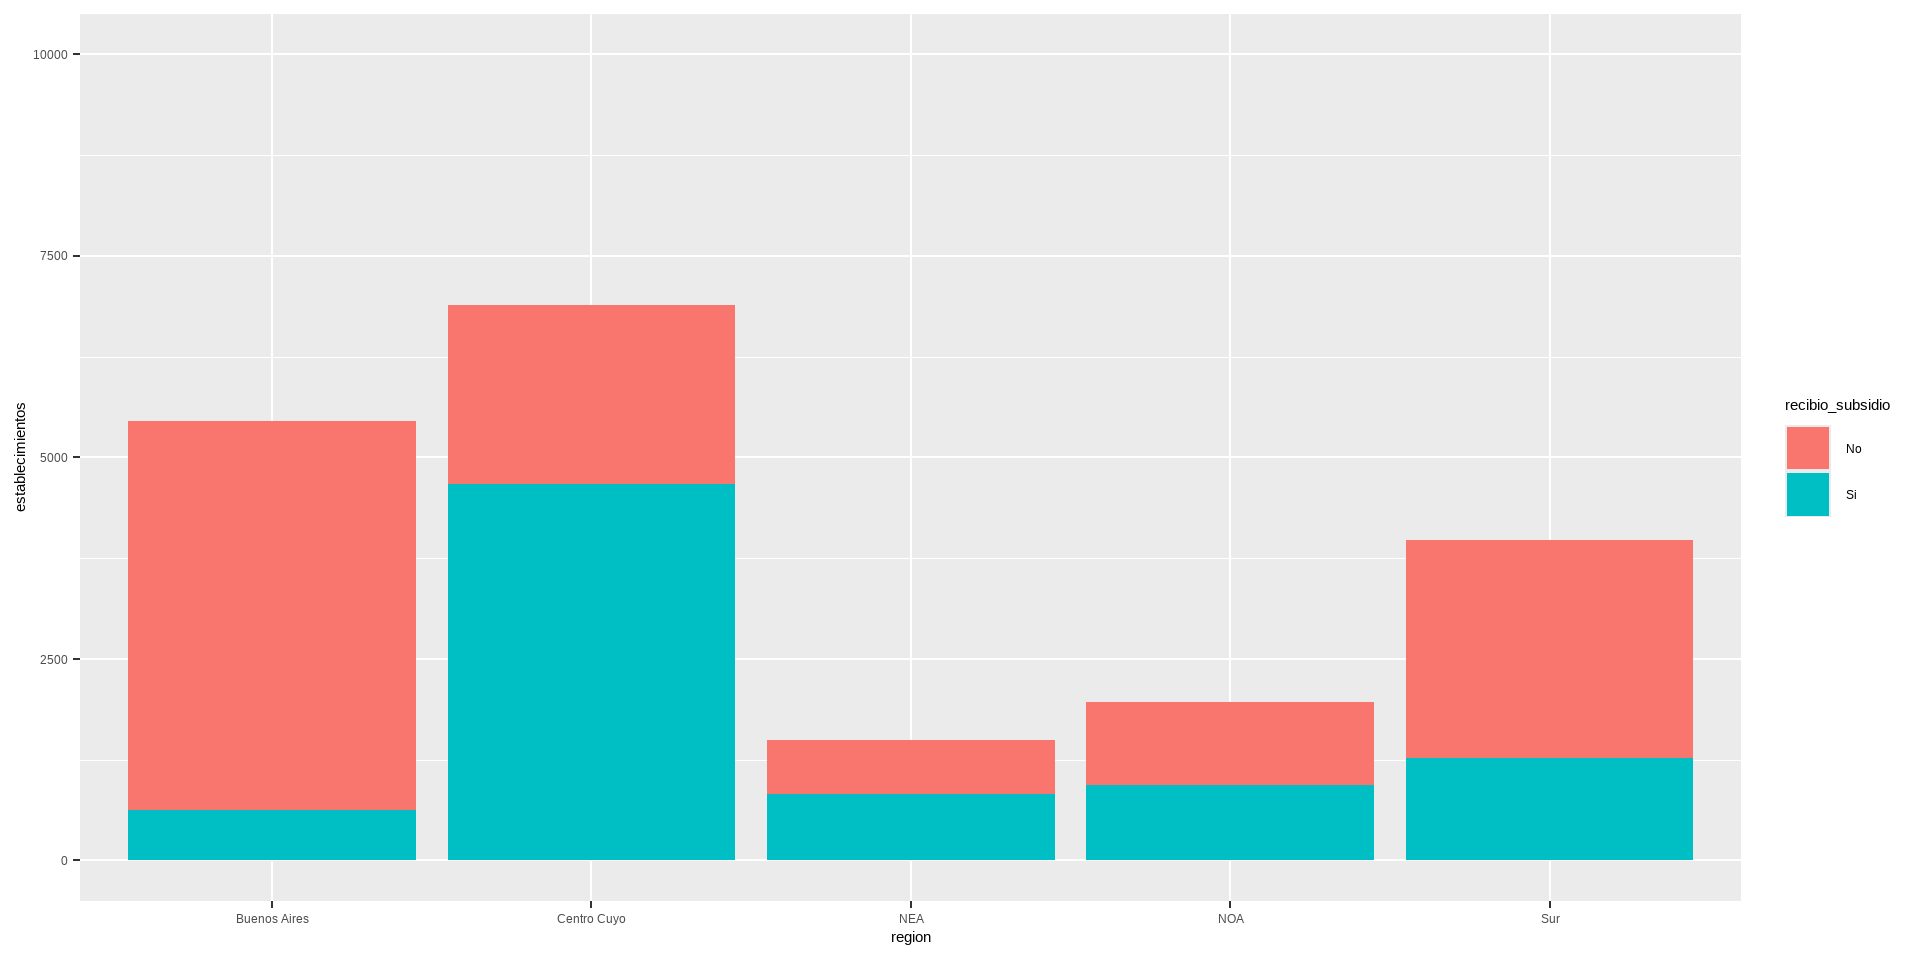 10000
7500
5000
2500
0
establecimientos
Buenos Aires
Centro Cuyo
NEA
NOA
Sur
region
recibio_subsidio
No
Si